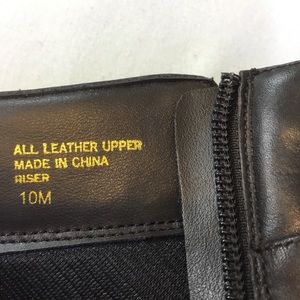 ALL LEATHER UPPER
MADE IN CHINA
RISER
10M